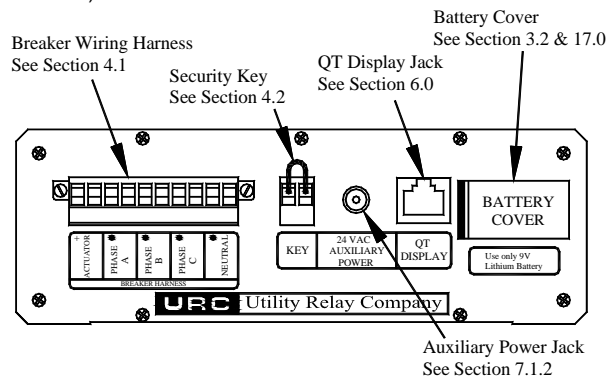 Battery Cover
See Section 3.2 & 17.0
Breaker Wiring Harness
See Section 4.1
QT Display Jack
See Section 6.0
Security Key
See Section 4.2
BATTERY
COVER
+
ACTUATOR
PHASE
A
PHASE
B
PHASE
C
NEUTRAL
BREAKER HARNESS
KEY
24 VAC
AUXILIARY
POWER
QT
DISPLAY
Use only 9V
Lithium Battery
URC Utility Relay Company
Auxiliary Power Jack
See Section 7.1.2